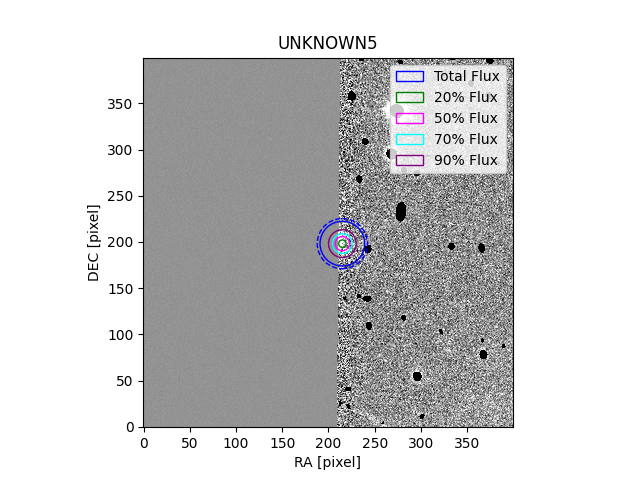 UNKNOWN5
Total Flux
20% Flux
50% Flux
70% Flux
90% Flux
DEC [pixel]
350
300
250
200
150
100
50
0
0 50 100 150 200 250 300 350
RA [pixel]